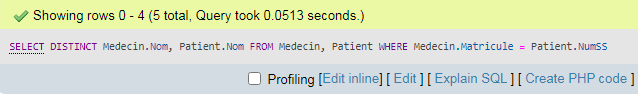 Showing rows 0 - 4 (5 total, Query took 0.0513 seconds.)
SELECT DISTINCT Medecin.Nom, Patient.Nom FROM Medecin, Patient WHERE Medecin.Matricule = Patient.NumSS
Profiling [Edit inline] [ Edit ] [ Explain SQL ] [ Create PHP code ]